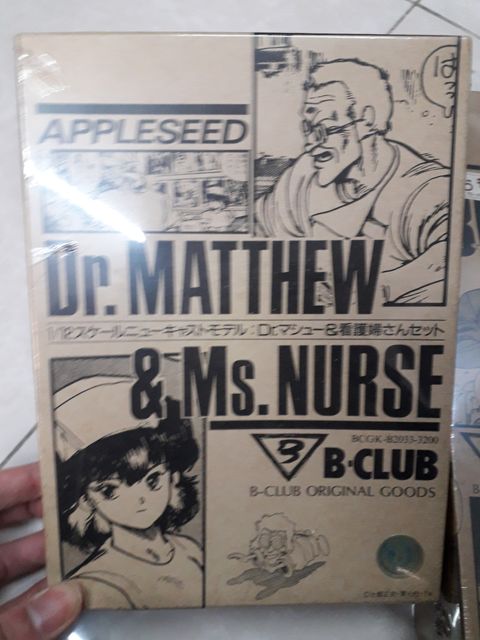 APPLESEED
Dr. MATTHEW
1/12スケールニューキャストモデル:Dr.マシュー&看護婦さんセット
& Ms. NURSE
BCGK-B2033-3200
B
B·CLUB
B-CLUB ORIGINAL GOODS